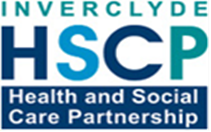 INVERCLYDE
HSCP
Health and Social
Care Partnership